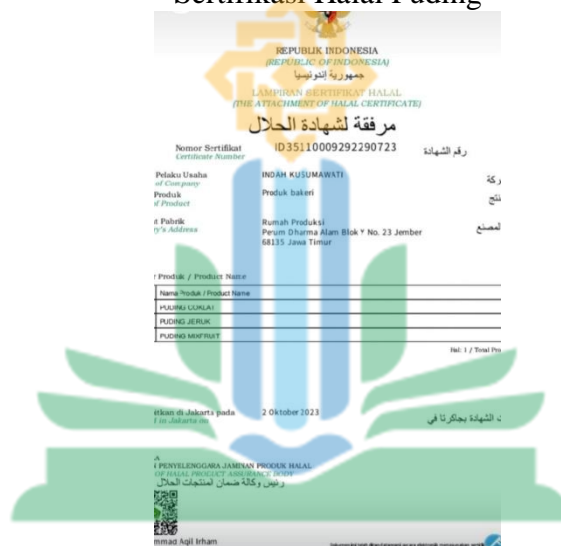 Sertifikasi Halal Puding
REPUBLIK INDONESIA
(REPUBLIC OF INDONESIA)
جمهورية إندونيسيا
LAMPIRAN SERTIFIKAT HALAL
(THE ATTACHMENT OF HALAL CERTIFICATE)
مرفقة لشهادة الحلال
Nomor Sertifikat ID35110009292290723 رقم الشهادة
Certificate Number
Pelaku Usaha INDAH KUSUMAWATI
of Company
Produk Produk bakeri
of Product
Pabrik Rumah Produksi
Address Perum Dharma Alam Blok Y No. 23 Jember
68135 Jawa Timur
Produk / Product Name
Nama Produk / Product Name
PUDING COKLAT
PUDING JERUK
PUDING MIXFRUIT
Hal: 1 / Total
di Jakarta pada 2 Oktober 2023 الشهادة بجاكرتا في
in Jakarta on
PENYELENGGARA JAMINAN PRODUK HALAL
OF HALAL PRODUCT ASSURANCE BODY
رئيس وكالة ضمان المنتجات الحلال
Aqil Irham